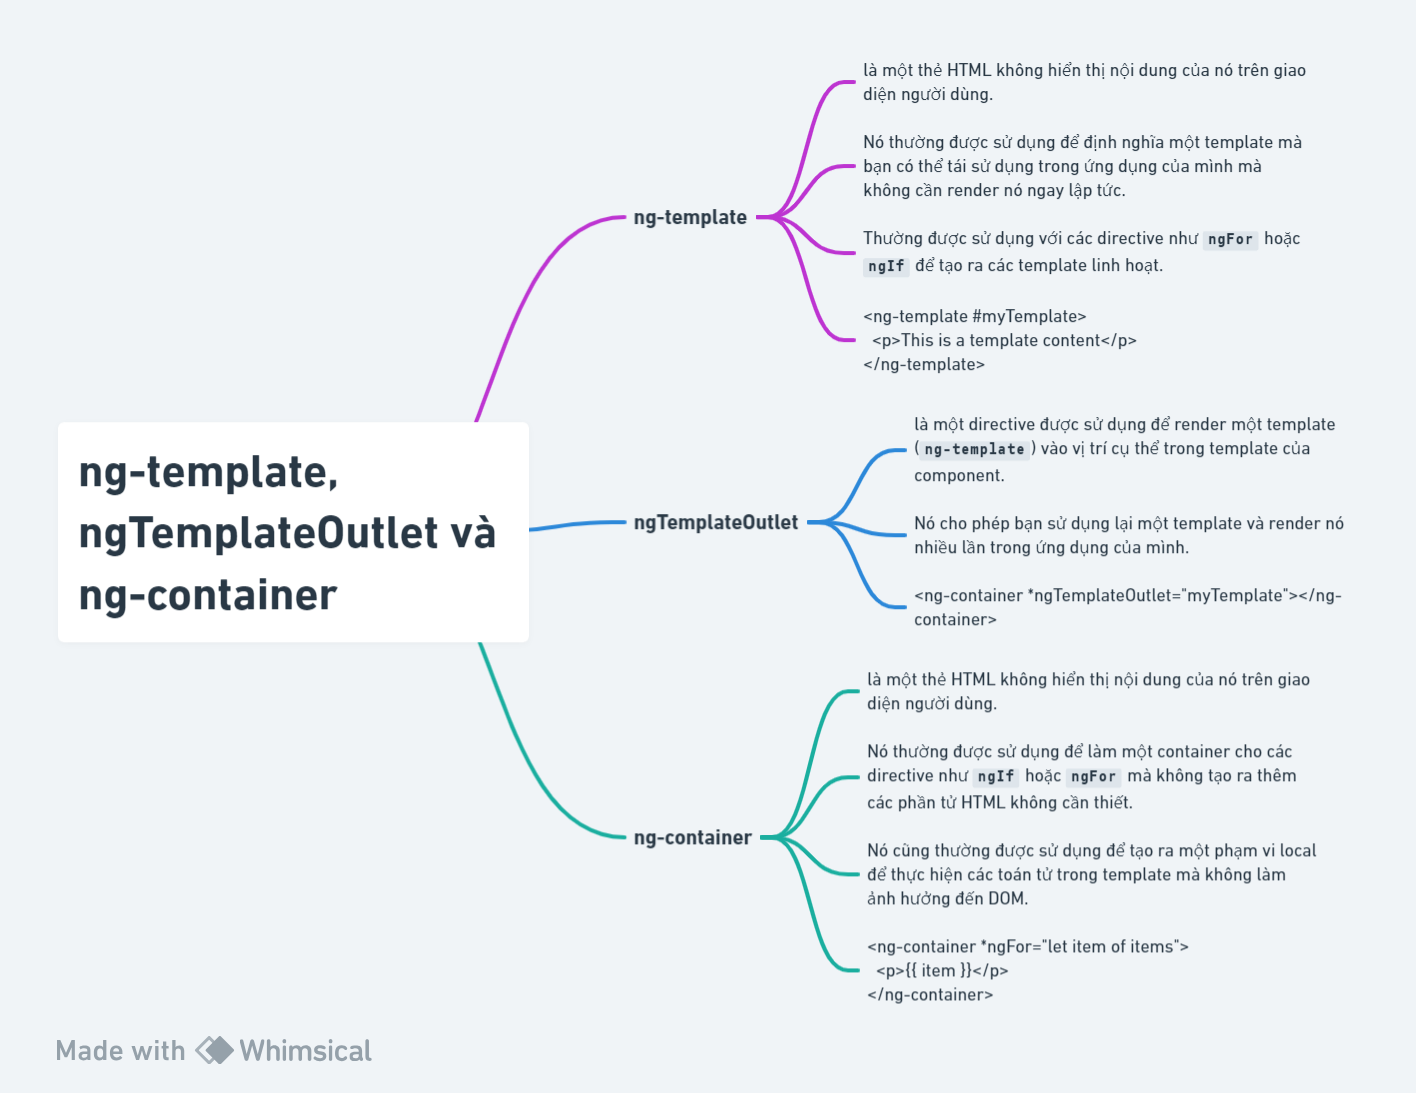 ng-template,
ngTemplateOutlet và
ng-container
ng-template
là một thẻ HTML không hiển thị nội dung của nó trên giao
diện người dùng.
Nó thường được sử dụng để định nghĩa một template mà
bạn có thể tái sử dụng trong ứng dụng của mình mà
không cần render nó ngay lập tức.
Thường được sử dụng với các directive như ngFor hoặc
ngIf để tạo ra các template linh hoạt.
<ng-template #myTemplate>
  <p>This is a template content</p>
</ng-template>
ngTemplateOutlet
là một directive được sử dụng để render một template
(ng-template) vào vị trí cụ thể trong template của
component.
Nó cho phép bạn sử dụng lại một template và render nó
nhiều lần trong ứng dụng của mình.
<ng-container *ngTemplateOutlet="myTemplate"></ng-
container>
ng-container
là một thẻ HTML không hiển thị nội dung của nó trên giao
diện người dùng.
Nó thường được sử dụng để làm một container cho các
directive như ngIf hoặc ngFor mà không tạo ra thêm
các phần tử HTML không cần thiết.
Nó cũng thường được sử dụng để tạo ra một phạm vi local
để thực hiện các toán tử trong template mà không làm
ảnh hưởng đến DOM.
<ng-container *ngFor="let item of items">
  <p>{{ item }}</p>
</ng-container>
Made with Whimsical